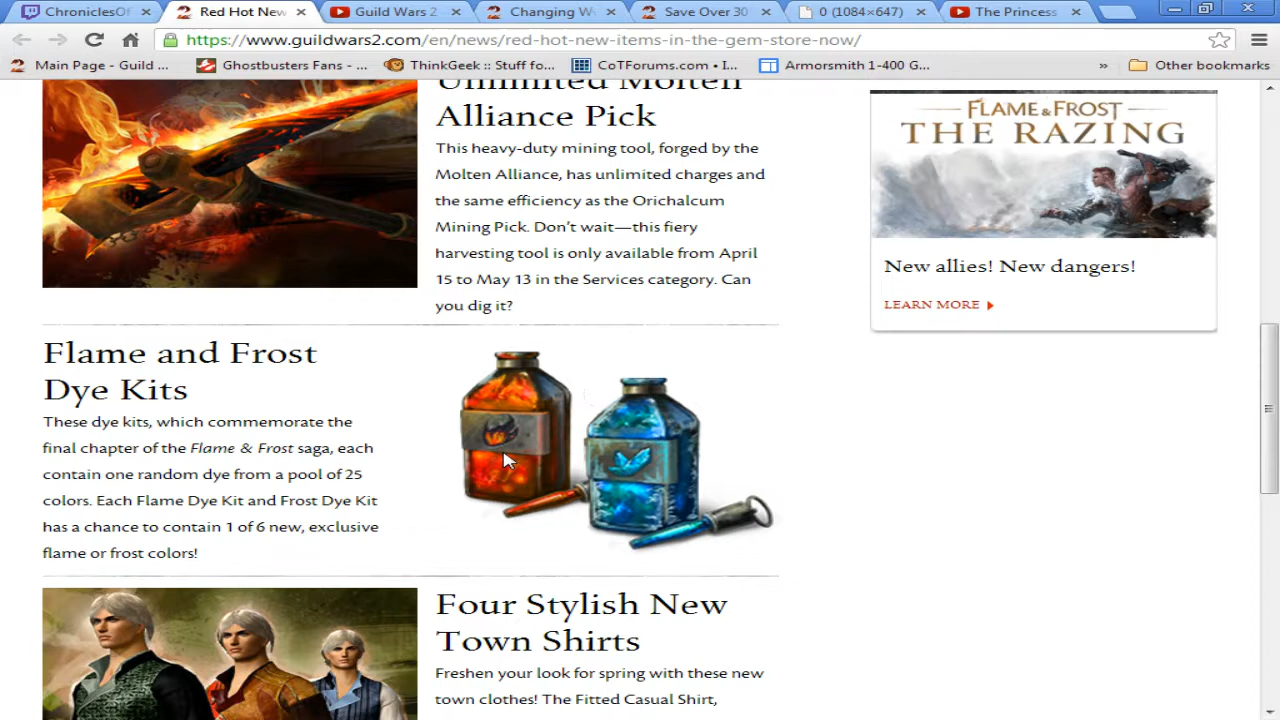 ChroniclesOf
Red Hot New
Guild Wars 2
Changing W
Save Over 30
0 (1084×647)
The Princess
https://www.guildwars2.com/en/news/red-hot-new-items-in-the-gem-store-now/
Main Page - Guild ...
Ghostbusters Fans - ...
ThinkGeek :: Stuff fo...
CoTForums.com • I...
Armorsmith 1-400 G...
»
Other bookmarks
Unlimited Molten
Alliance Pick
This heavy-duty mining tool, forged by the
Molten Alliance, has unlimited charges and
the same efficiency as the Orichalcum
Mining Pick. Don't wait—this fiery
harvesting tool is only available from April
15 to May 13 in the Services category. Can
you dig it?
FLAME & FROST
THE RAZING
New allies! New dangers!
LEARN MORE
Flame and Frost
Dye Kits
These dye kits, which commemorate the
final chapter of the Flame & Frost saga, each
contain one random dye from a pool of 25
colors. Each Flame Dye Kit and Frost Dye Kit
has a chance to contain 1 of 6 new, exclusive
flame or frost colors!
Four Stylish New
Town Shirts
Freshen your look for spring with these new
town clothes! The Fitted Casual Shirt,